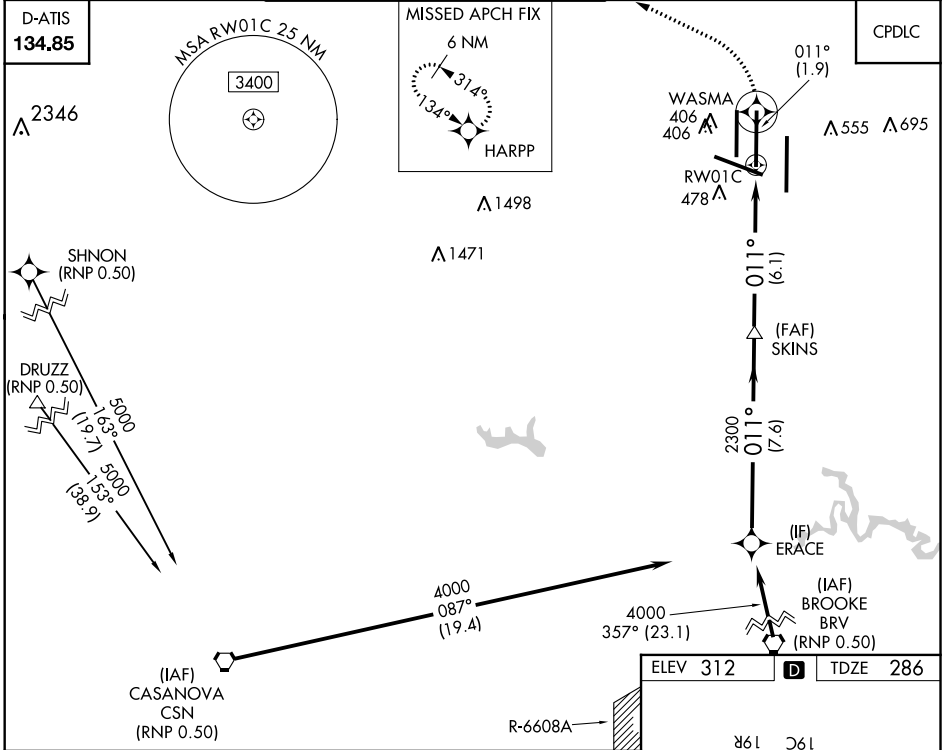 D-ATIS
134.85
MSA RW01C 25 NM
3400
MISSED APCH FIX
6 NM
314°
134°
HARPP
CPDLC
011°
(1.9)
WASMA
406
406
555
695
2346
RW01C
478
1498
1471
SHNON
(RNP 0.50)
011°
(6.1)
(FAF)
SKINS
DRUZZ
(RNP 0.50)
5000
163°
(19.7)
5000
153°
(38.9)
2300
011°
(7.6)
(IF)
ERACE
4000
087°
(19.4)
4000
357° (23.1)
(IAF)
BROOKE
BRV
(RNP 0.50)
(IAF)
CASANOVA
CSN
(RNP 0.50)
R-6608A
ELEV 312
D
TDZE 286
19R
19C